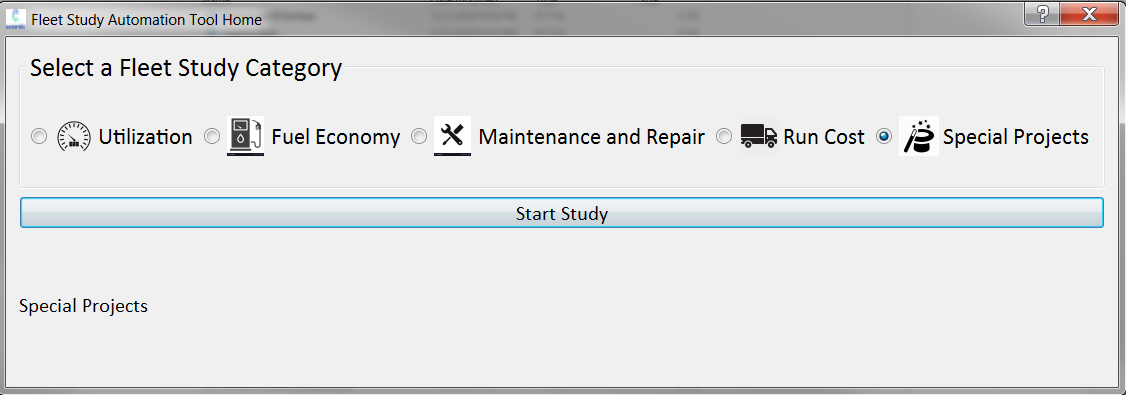 Fleet Study Automation Tool Home
Select a Fleet Study Category
Utilization Fuel Economy Maintenance and Repair Run Cost Special Projects
Start Study
Special Projects